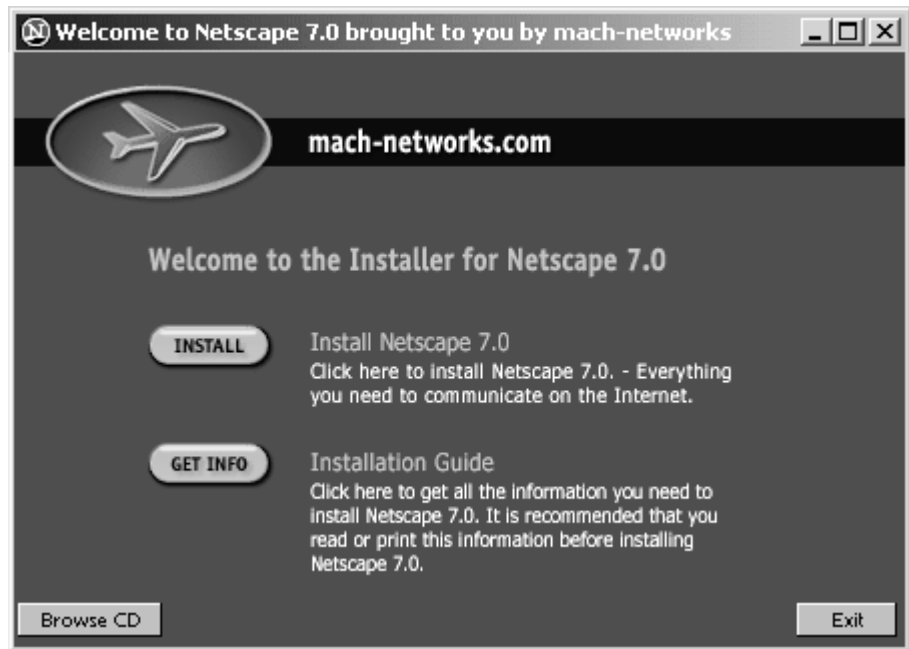 Welcome to Netscape 7.0 brought to you by mach-networks
mach-networks.com
Welcome to the Installer for Netscape 7.0
INSTALL
Install Netscape 7.0
Click here to install Netscape 7.0. - Everything
you need to communicate on the Internet.
GET INFO
Installation Guide
Click here to get all the information you need to
install Netscape 7.0. It is recommended that you
read or print this information before installing
Netscape 7.0.
Browse CD
Exit